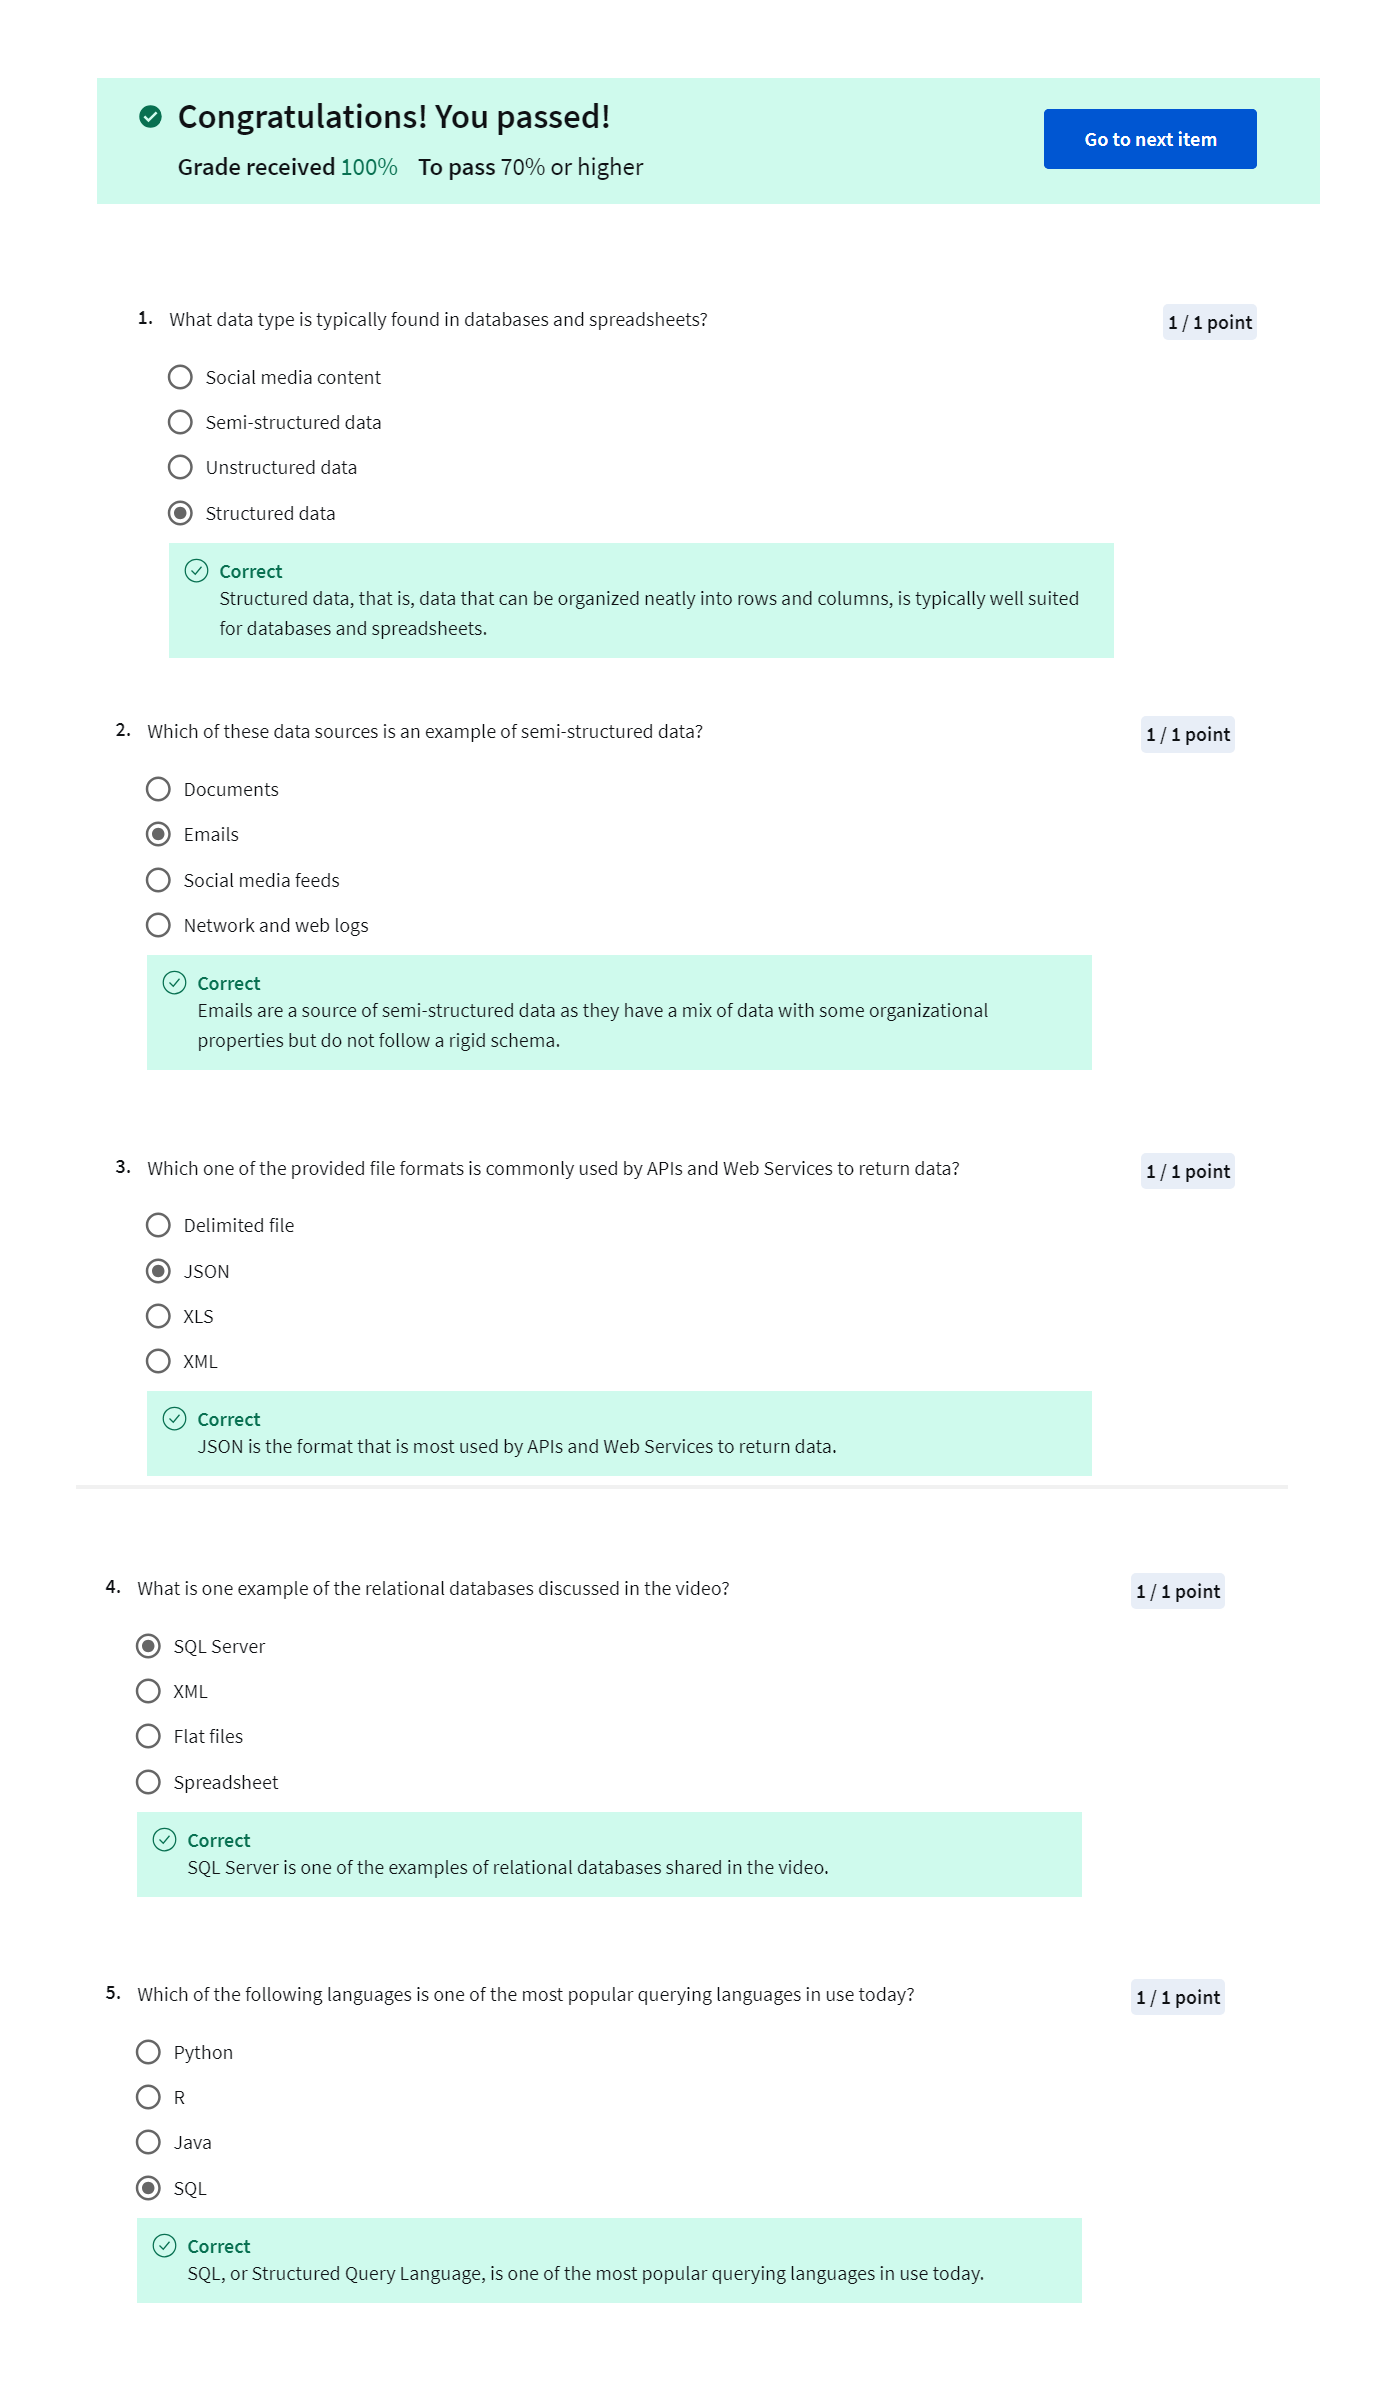 Congratulations! You passed!
Grade received 100% To pass 70% or higher
Go to next item
1. What data type is typically found in databases and spreadsheets?
1 / 1 point
Social media content
Semi-structured data
Unstructured data
Structured data
Correct
Structured data, that is, data that can be organized neatly into rows and columns, is typically well suited
for databases and spreadsheets.
2. Which of these data sources is an example of semi-structured data?
1 / 1 point
Documents
Emails
Social media feeds
Network and web logs
Correct
Emails are a source of semi-structured data as they have a mix of data with some organizational
properties but do not follow a rigid schema.
3. Which one of the provided file formats is commonly used by APIs and Web Services to return data?
1 / 1 point
Delimited file
JSON
XLS
XML
Correct
JSON is the format that is most used by APIs and Web Services to return data.
4. What is one example of the relational databases discussed in the video?
1 / 1 point
SQL Server
XML
Flat files
Spreadsheet
Correct
SQL Server is one of the examples of relational databases shared in the video.
5. Which of the following languages is one of the most popular querying languages in use today?
1 / 1 point
Python
R
Java
SQL
Correct
SQL, or Structured Query Language, is one of the most popular querying languages in use today.